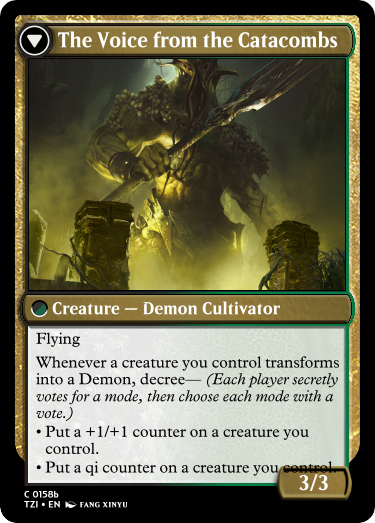 The Voice from the Catacombs
Creature — Demon Cultivator
Flying
Whenever a creature you control transforms
into a Demon, decree— (Each player secretly
votes for a mode, then choose each mode with a
vote.)
• Put a +1/+1 counter on a creature you
control.
• Put a qi counter on a creature you control.
3/3
C 0158b
TZI • EN FANG XINYU